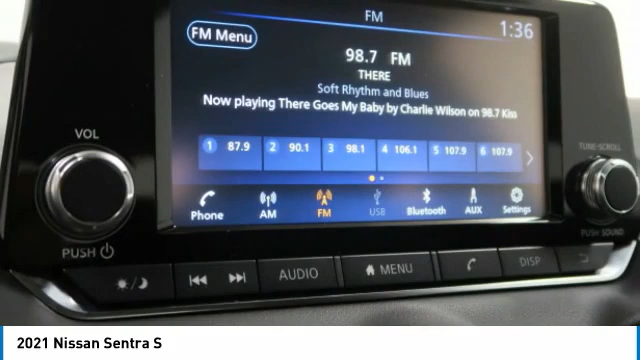 FM
1:36
FM Menu
98.7 FM
THERE
Soft Rhythm and Blues
Now playing There Goes My Baby by Charlie Wilson on 98.7 Kiss
1 87.9 2 90.1 3 98.1 4 106.1 5 107.9 6 107.9
Phone AM FM USB Bluetooth AUX Settings
VOL
PUSH
TUNE-SCROLL
PUSH SOUND
AUDIO MENU DISP
2021 Nissan Sentra S